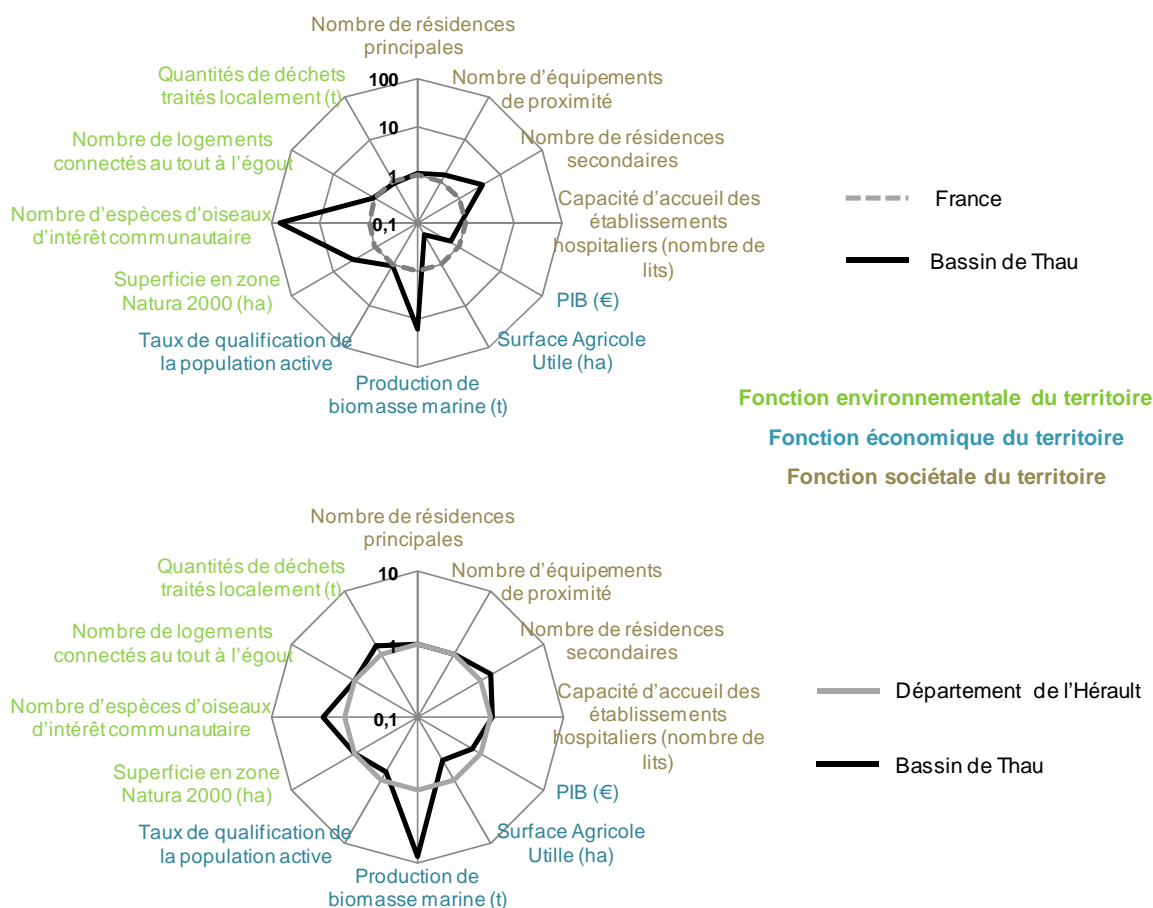 Nombre de résidences
principales
Quantités de déchets
traités localement (t)
Nombre d'équipements
de proximité
100
Nombre de logements
connectés au tout à l'égout
10
Nombre de résidences
secondaires
1
Nombre d'espèces d'oiseaux
d'intérêt communautaire
0,1
Capacité d'accueil des
établissements
hospitaliers (nombre de
lits)
Superficie en zone
Natura 2000 (ha)
PIB (€)
Taux de qualification de
la population active
Surface Agricole
Utile (ha)
Production de
biomasse marine (t)
France
Bassin de Thau
Fonction environnementale du territoire
Fonction économique du territoire
Fonction sociétale du territoire
Nombre de résidences
principales
Quantités de déchets
traités localement (t)
Nombre d'équipements
de proximité
10
Nombre de logements
connectés au tout à l'égout
1
Nombre de résidences
secondaires
Nombre d'espèces d'oiseaux
d'intérêt communautaire
0,1
Capacité d'accueil des
établissements
hospitaliers (nombre de
lits)
Superficie en zone
Natura 2000 (ha)
PIB (€)
Taux de qualification de
la population active
Surface Agricole
Utille (ha)
Production de
biomasse marine (t)
Département de l'Hérault
Bassin de Thau